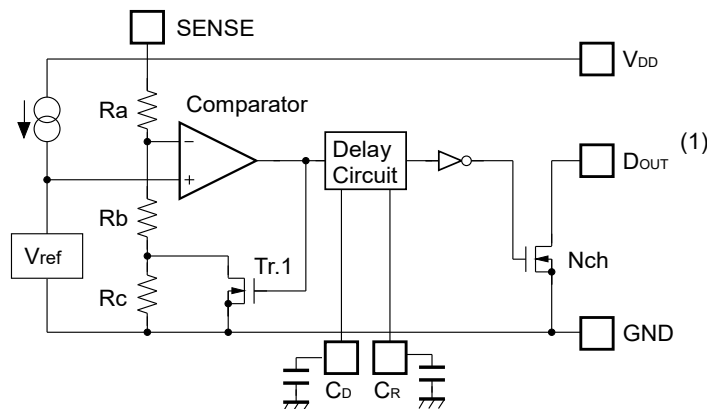 SENSE
VDD
Ra
Comparator
−
+
Delay
Circuit
DOUT (1)
Rb
Vref
Tr.1
Nch
Rc
GND
CD
CR